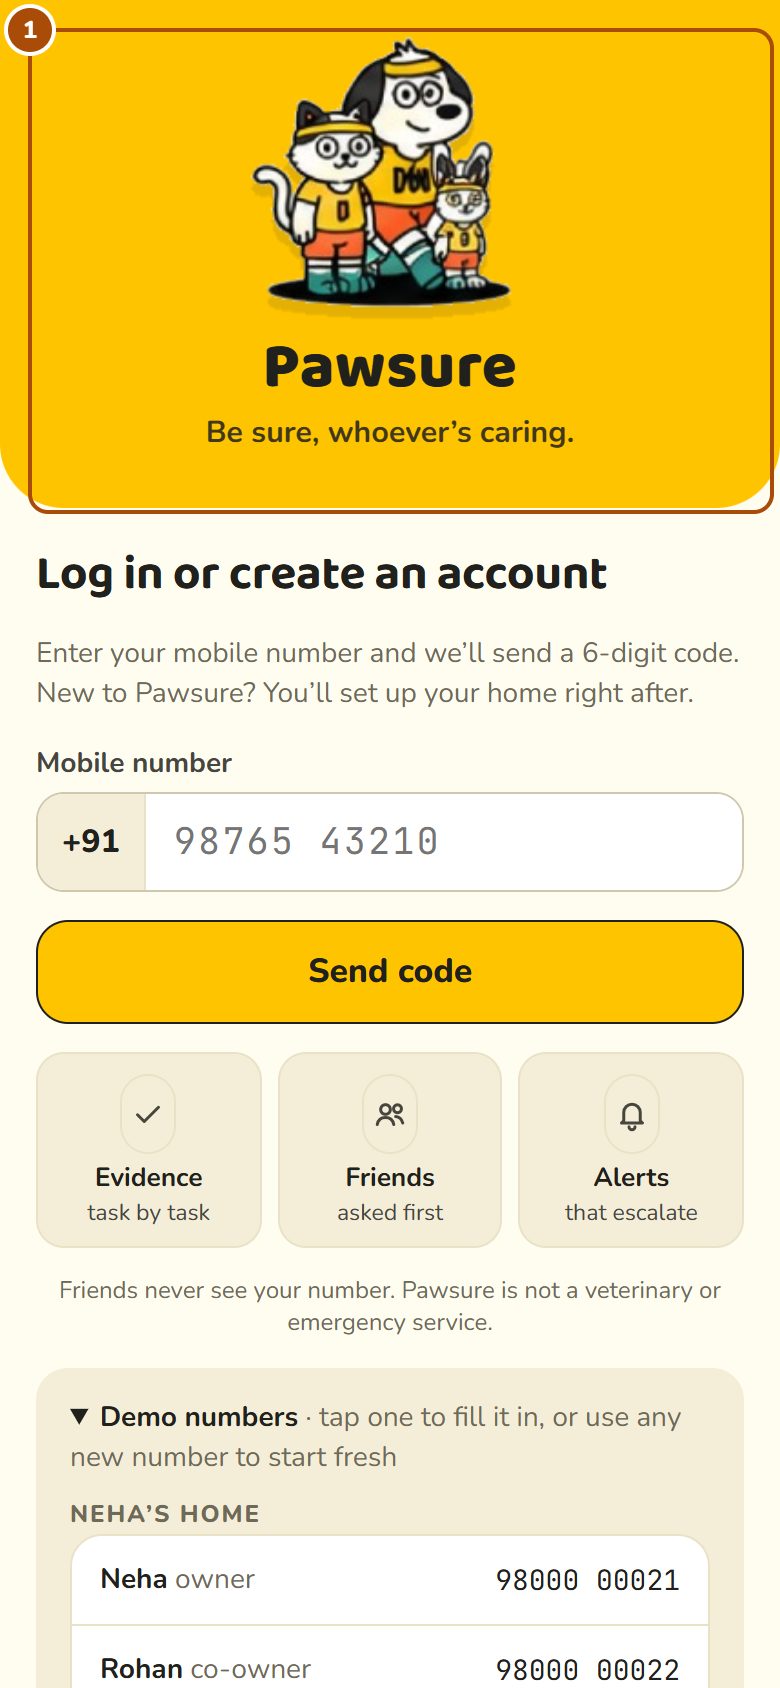 1
Pawsure
Be sure, whoever’s caring.
Log in or create an account
Enter your mobile number and we’ll send a 6-digit code.
New to Pawsure? You’ll set up your home right after.
Mobile number
+91 98765 43210
Send code
Evidence
task by task
Friends
asked first
Alerts
that escalate
Friends never see your number. Pawsure is not a veterinary or
emergency service.
▼ Demo numbers · tap one to fill it in, or use any
new number to start fresh
NEHA’S HOME
Neha owner 98000 00021
Rohan co-owner 98000 00022